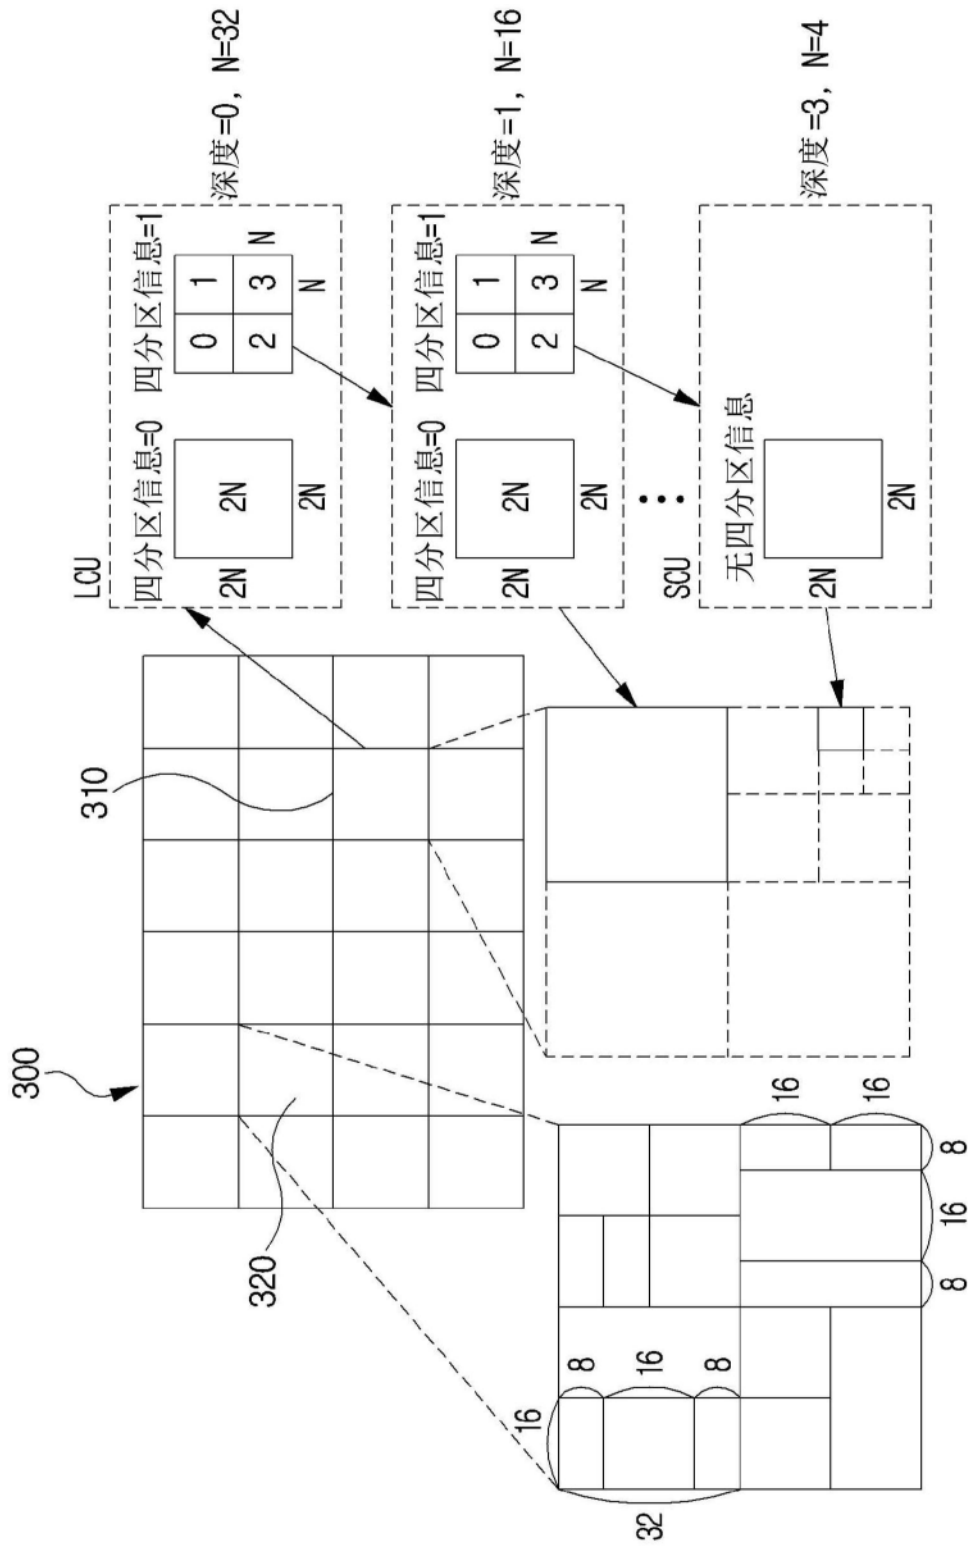 300
310
320
LCU
四分区信息=0
四分区信息=1
2N
2N
2N
0
1
2
3
N
N
深度=0, N=32
四分区信息=0
四分区信息=1
2N
2N
2N
0
1
2
3
N
N
深度=1, N=16
SCU
无四分区信息
2N
2N
深度=3, N=4
16
8
16
8
32
16
16
8
16
8